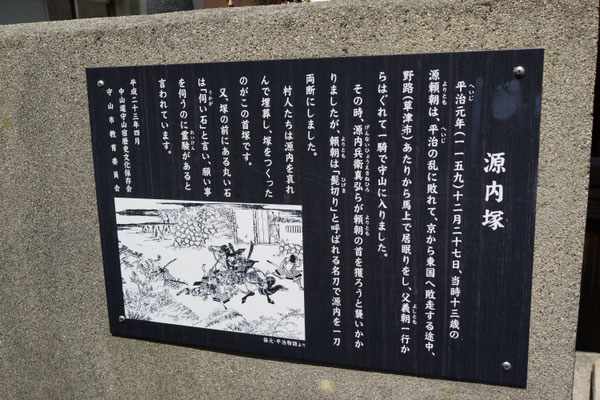 源内塚
平治元年(一一五九)十二月二十七日、当時十三歳の
源頼朝は、平治の乱に敗れて、京から東国へ敗走する途中、
野路(草津市)あたりから馬上で居眠りをし、父義朝一行か
らはぐれて一騎で守山に入りました。
その時、源内兵衛真弘らが頼朝の首を獲ろうと襲いかか
りましたが、頼朝は「髭切り」と呼ばれる名刀で源内を一刀
両断にしました。
村人たちは源内を哀れ
んで埋葬し、塚をつくった
のがこの首塚です。
又、塚の前にある丸い石
は「伺い石」と言い、願い事
を伺うのに霊験があると
言われています。
平成二十三年四月
中山道守山宿歴史文化保存会
守山市教育委員会
保元・平治物語より